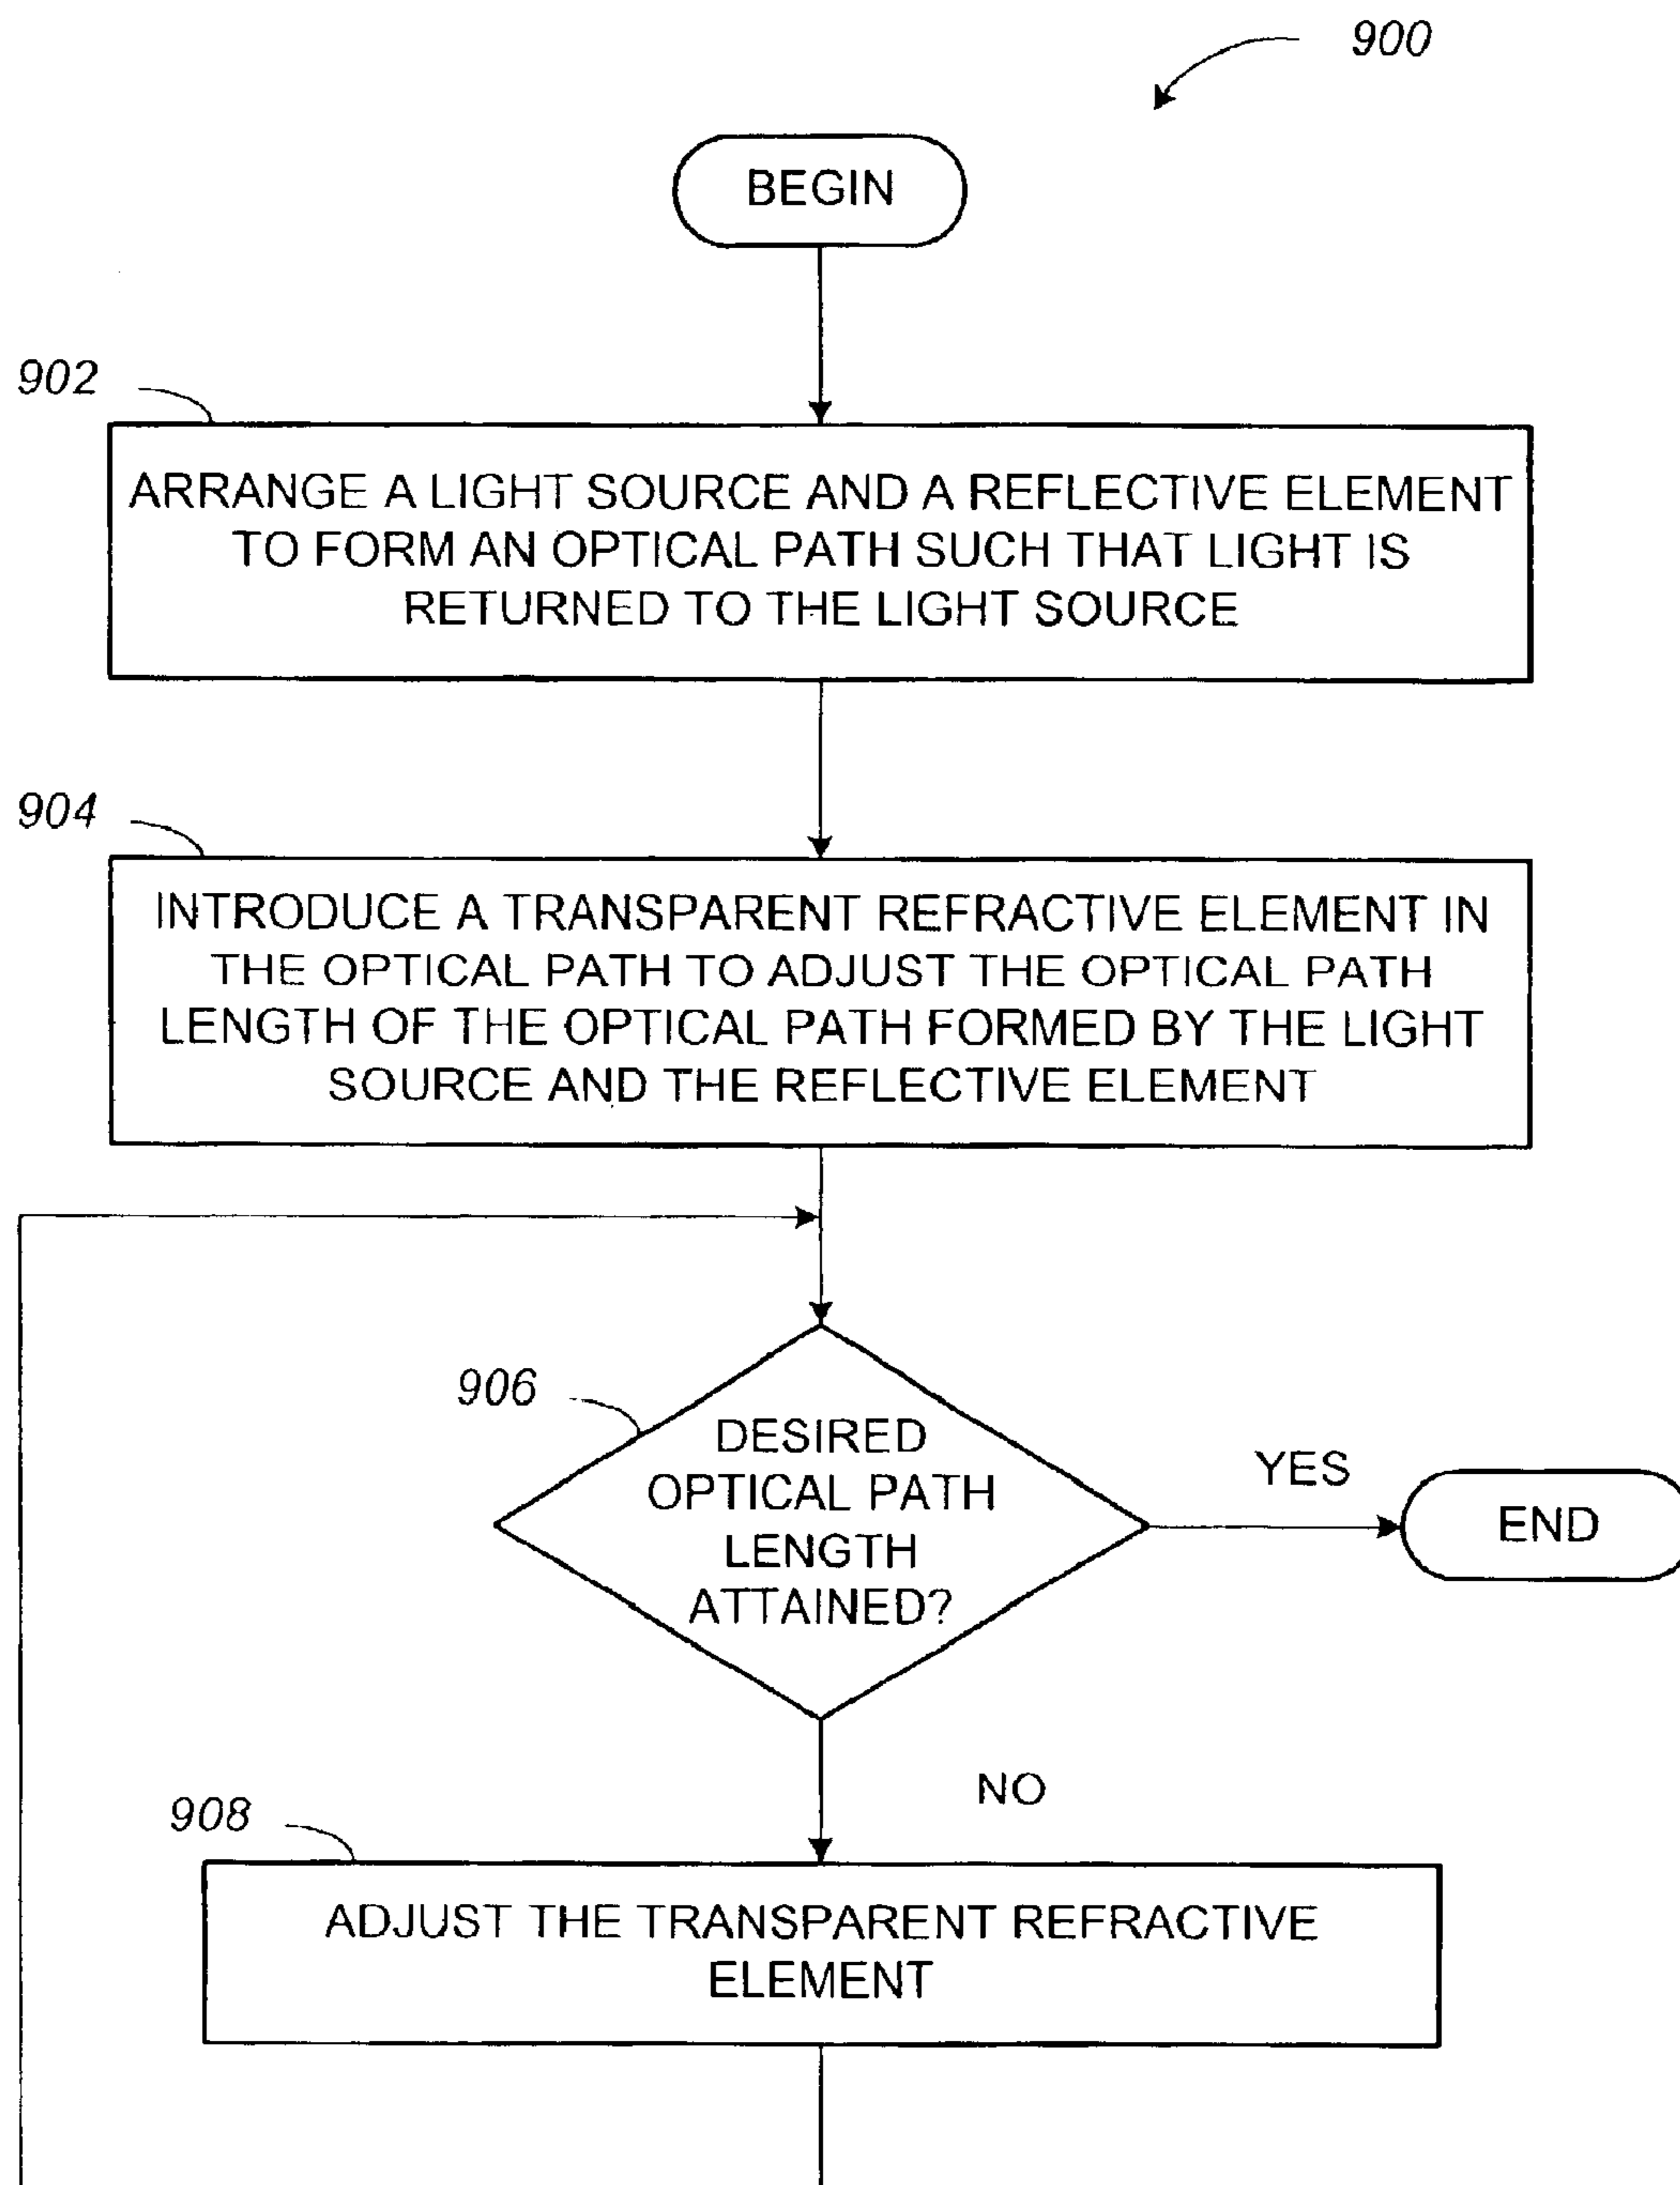 900
BEGIN
902
ARRANGE A LIGHT SOURCE AND A REFLECTIVE ELEMENT
TO FORM AN OPTICAL PATH SUCH THAT LIGHT IS
RETURNED TO THE LIGHT SOURCE
904
INTRODUCE A TRANSPARENT REFRACTIVE ELEMENT IN
THE OPTICAL PATH TO ADJUST THE OPTICAL PATH
LENGTH OF THE OPTICAL PATH FORMED BY THE LIGHT
SOURCE AND THE REFLECTIVE ELEMENT
906
DESIRED
OPTICAL PATH
LENGTH
ATTAINED?
YES
END
NO
908
ADJUST THE TRANSPARENT REFRACTIVE
ELEMENT